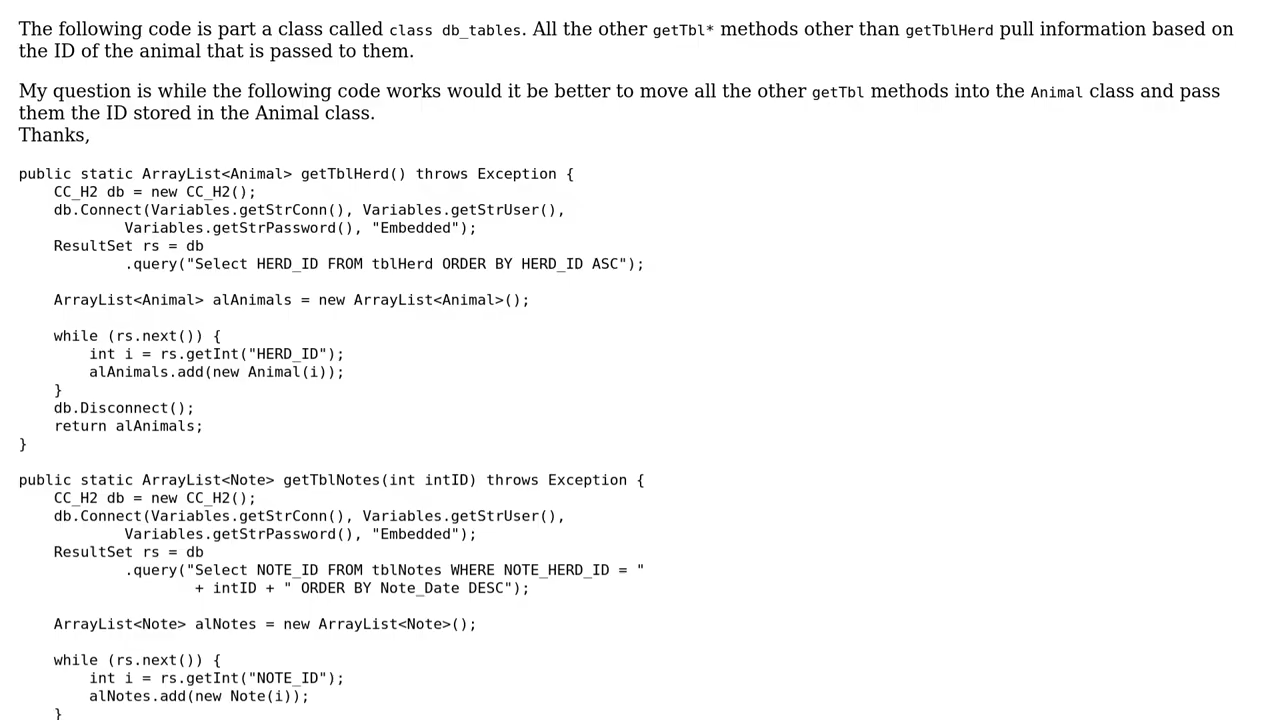 The following code is part a class called class db_tables. All the other getTbl* methods other than getTblHerd pull information based on
the ID of the animal that is passed to them.
My question is while the following code works would it be better to move all the other getTbl methods into the Animal class and pass
them the ID stored in the Animal class.
Thanks,
public static ArrayList<Animal> getTblHerd() throws Exception {
    CC_H2 db = new CC_H2();
    db.Connect(Variables.getStrConn(), Variables.getStrUser(),
            Variables.getStrPassword(), "Embedded");
    ResultSet rs = db
            .query("Select HERD_ID FROM tblHerd ORDER BY HERD_ID ASC");
    ArrayList<Animal> alAnimals = new ArrayList<Animal>();
    while (rs.next()) {
        int i = rs.getInt("HERD_ID");
        alAnimals.add(new Animal(i));
    }
    db.Disconnect();
    return alAnimals;
}
public static ArrayList<Note> getTblNotes(int intID) throws Exception {
    CC_H2 db = new CC_H2();
    db.Connect(Variables.getStrConn(), Variables.getStrUser(),
            Variables.getStrPassword(), "Embedded");
    ResultSet rs = db
            .query("Select NOTE_ID FROM tblNotes WHERE NOTE_HERD_ID = "
                    + intID + " ORDER BY Note_Date DESC");
    ArrayList<Note> alNotes = new ArrayList<Note>();
    while (rs.next()) {
        int i = rs.getInt("NOTE_ID");
        alNotes.add(new Note(i));
    }